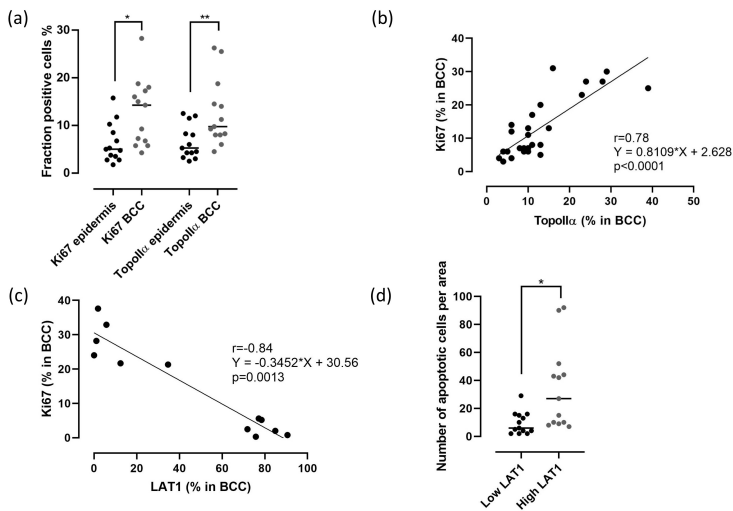 (a)
Fraction positive cells %
30
20
10
0
*
**
Ki67 epidermis
Ki67 BCC
TopoIIα epidermis
TopoIIα BCC
(b)
Ki67 (% in BCC)
40
30
20
10
0
r=0.78
Y = 0.8109*X + 2.628
p<0.0001
0 10 20 30 40 50
TopoIIα (% in BCC)
(c)
Ki67 (% in BCC)
40
30
20
10
0
r=-0.84
Y = -0.3452*X + 30.56
p=0.0013
0 20 40 60 80 100
LAT1 (% in BCC)
(d)
Number of apoptotic cells per area
100
80
60
40
20
0
*
Low LAT1
High LAT1